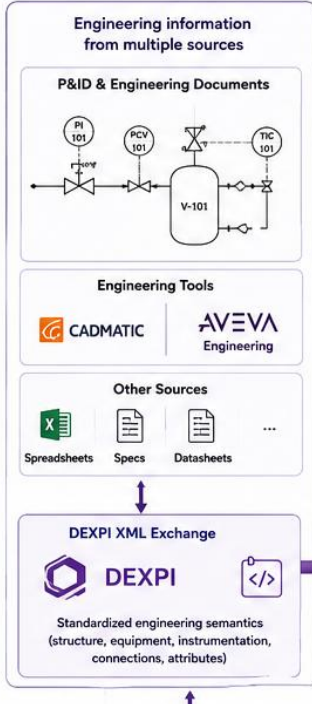 Engineering information
from multiple sources
P&ID & Engineering Documents
PI
101
PCV
101
TIC
101
V-101
Engineering Tools
CADMATIC
AVEVA
Engineering
Other Sources
X
Spreadsheets
Specs
Datasheets
...
DEXPI XML Exchange
DEXPI
</>
Standardized engineering semantics
(structure, equipment, instrumentation,
connections, attributes)